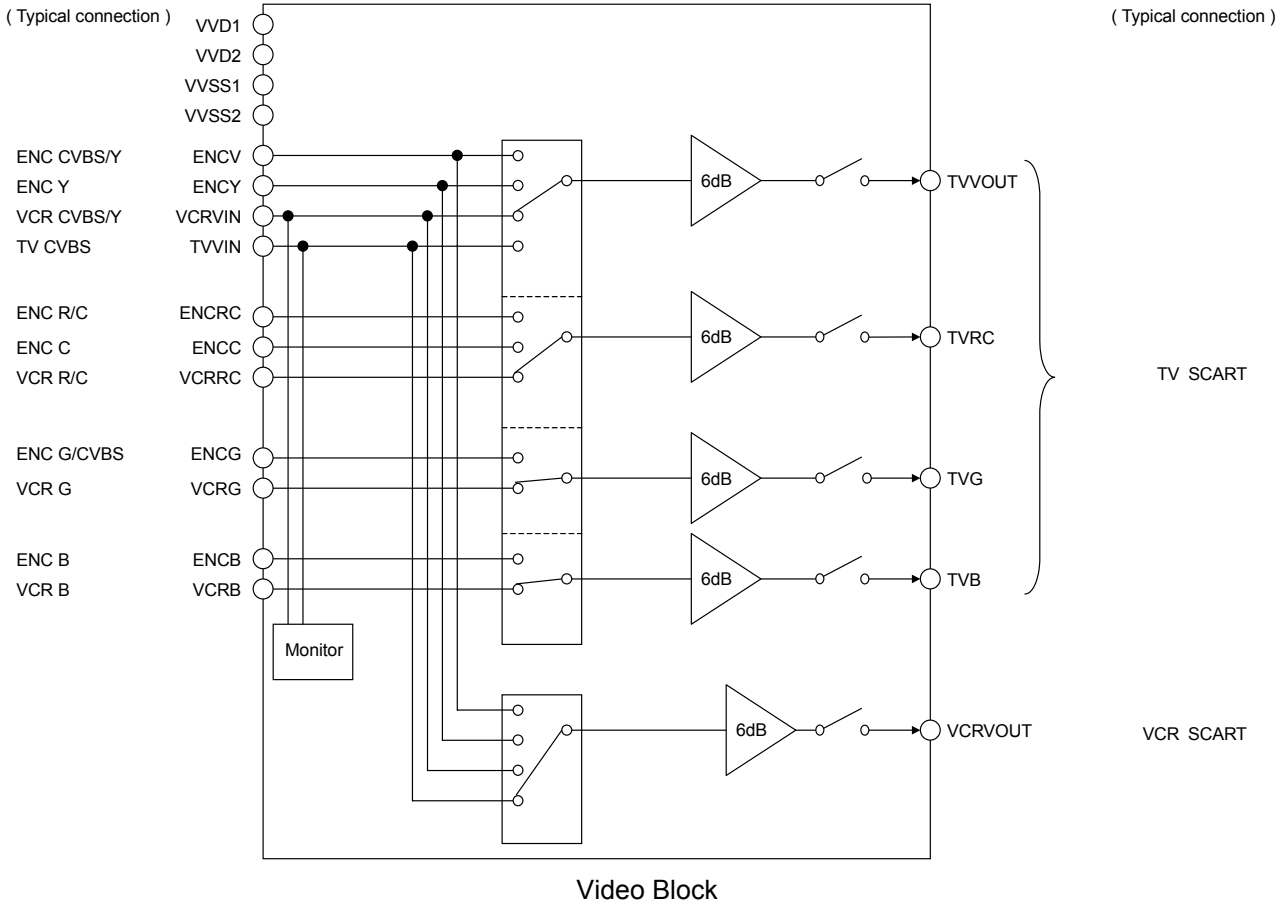 ( Typical connection )
( Typical connection )
VVD1
VVD2
VVSS1
VVSS2
ENC CVBS/Y ENCV
ENC Y ENCY
VCR CVBS/Y VCRVIN
TV CVBS TVVIN
6dB
TVVOUT
ENC R/C ENCRC
ENC C ENCC
VCR R/C VCRRC
6dB
TVRC
TV SCART
ENC G/CVBS ENCG
VCR G VCRG
6dB
TVG
ENC B ENCB
VCR B VCRB
6dB
TVB
Monitor
6dB
VCRVOUT
VCR SCART
Video Block